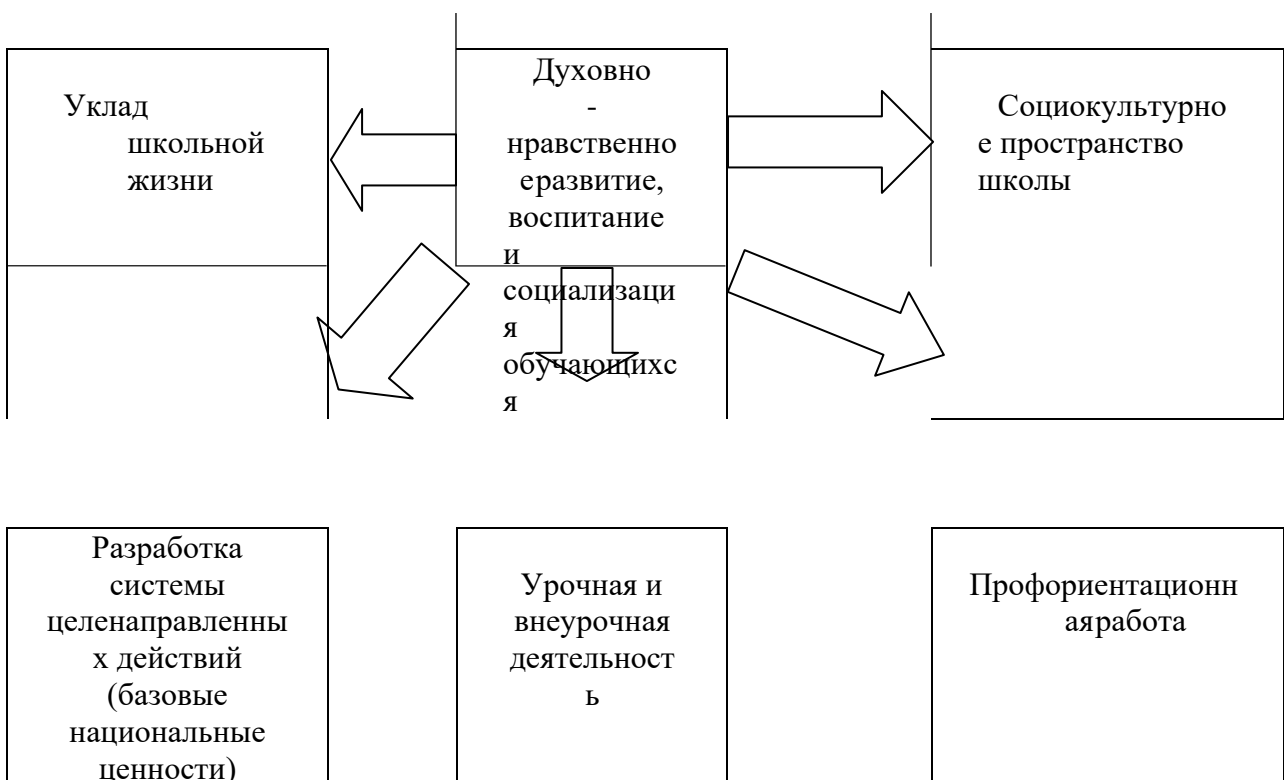 Уклад
школьной
жизни
Духовно
-
нравственно
еразвитие,
воспитание
и
социализаци
я
обучающихс
я
Социокультурно
е пространство
школы
Разработка
системы
целенаправленны
х действий
(базовые
национальные
ценности)
Урочная и
внеурочная
деятельност
ь
Профориентационн
аяработа